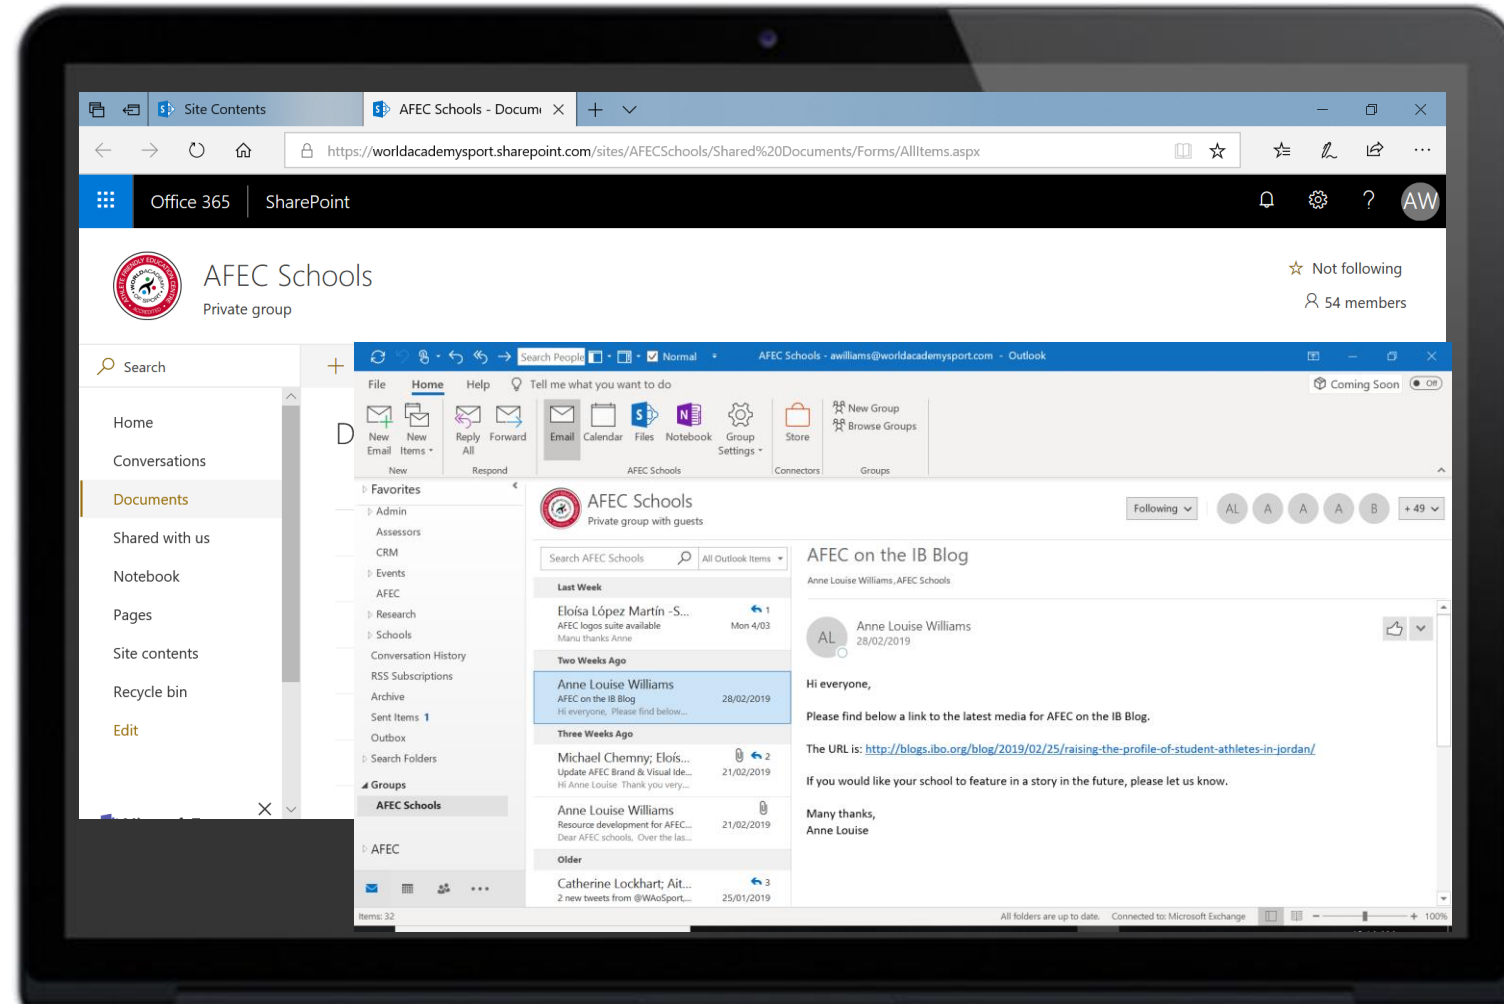 Site Contents
AFEC Schools - Docum
https://worldacademysport.sharepoint.com/sites/AFECSchools/Shared%20Documents/Forms/AllItems.aspx
Office 365 SharePoint ? AW
AFEC Schools
Private group
Not following
54 members
ATHLETE FRIENDLY EDUCATION CENTRE
WORLD ACADEMY OF SPORT
ACCREDITED
Search
Home
Conversations
Documents
Shared with us
Notebook
Pages
Site contents
Recycle bin
Edit
D
Search People Normal AFEC Schools - awilliams@worldacademysport.com - Outlook
File Home Help Tell me what you want to do Coming Soon Off
New Email
New Items
Reply All
Forward
Email
Calendar
Files
Notebook
Group Settings
Store
New Group
Browse Groups
New Respond AFEC Schools Connectors Groups
Favorites
Admin
Assessors
CRM
Events
AFEC
Research
Schools
Conversation History
RSS Subscriptions
Archive
Sent Items 1
Outbox
Search Folders
Groups
AFEC Schools
AFEC
AFEC Schools
Private group with guests
Following AL A A A B + 49
Search AFEC Schools All Outlook Items
Last Week
Eloísa López Martín -S... 1
AFEC logos suite available Mon 4/03
Manu thanks Anne
Two Weeks Ago
Anne Louise Williams
AFEC on the IB Blog 28/02/2019
Hi everyone, Please find below...
Three Weeks Ago
Michael Chemny; Eloís... 2
Update AFEC Brand & Visual Ide... 21/02/2019
Hi Anne Louise Thank you very...
Anne Louise Williams
Resource development for AFEC... 21/02/2019
Dear AFEC schools, Over the las...
Older
Catherine Lockhart; Ait... 3
2 new tweets from @WAoSport,... 25/01/2019
AFEC on the IB Blog
Anne Louise Williams, AFEC Schools
AL
Anne Louise Williams
28/02/2019
Hi everyone,
Please find below a link to the latest media for AFEC on the IB Blog.
The URL is: http://blogs.ibo.org/blog/2019/02/25/raising-the-profile-of-student-athletes-in-jordan/
If you would like your school to feature in a story in the future, please let us know.
Many thanks,
Anne Louise
Items: 32 All folders are up to date. Connected to: Microsoft Exchange 100%